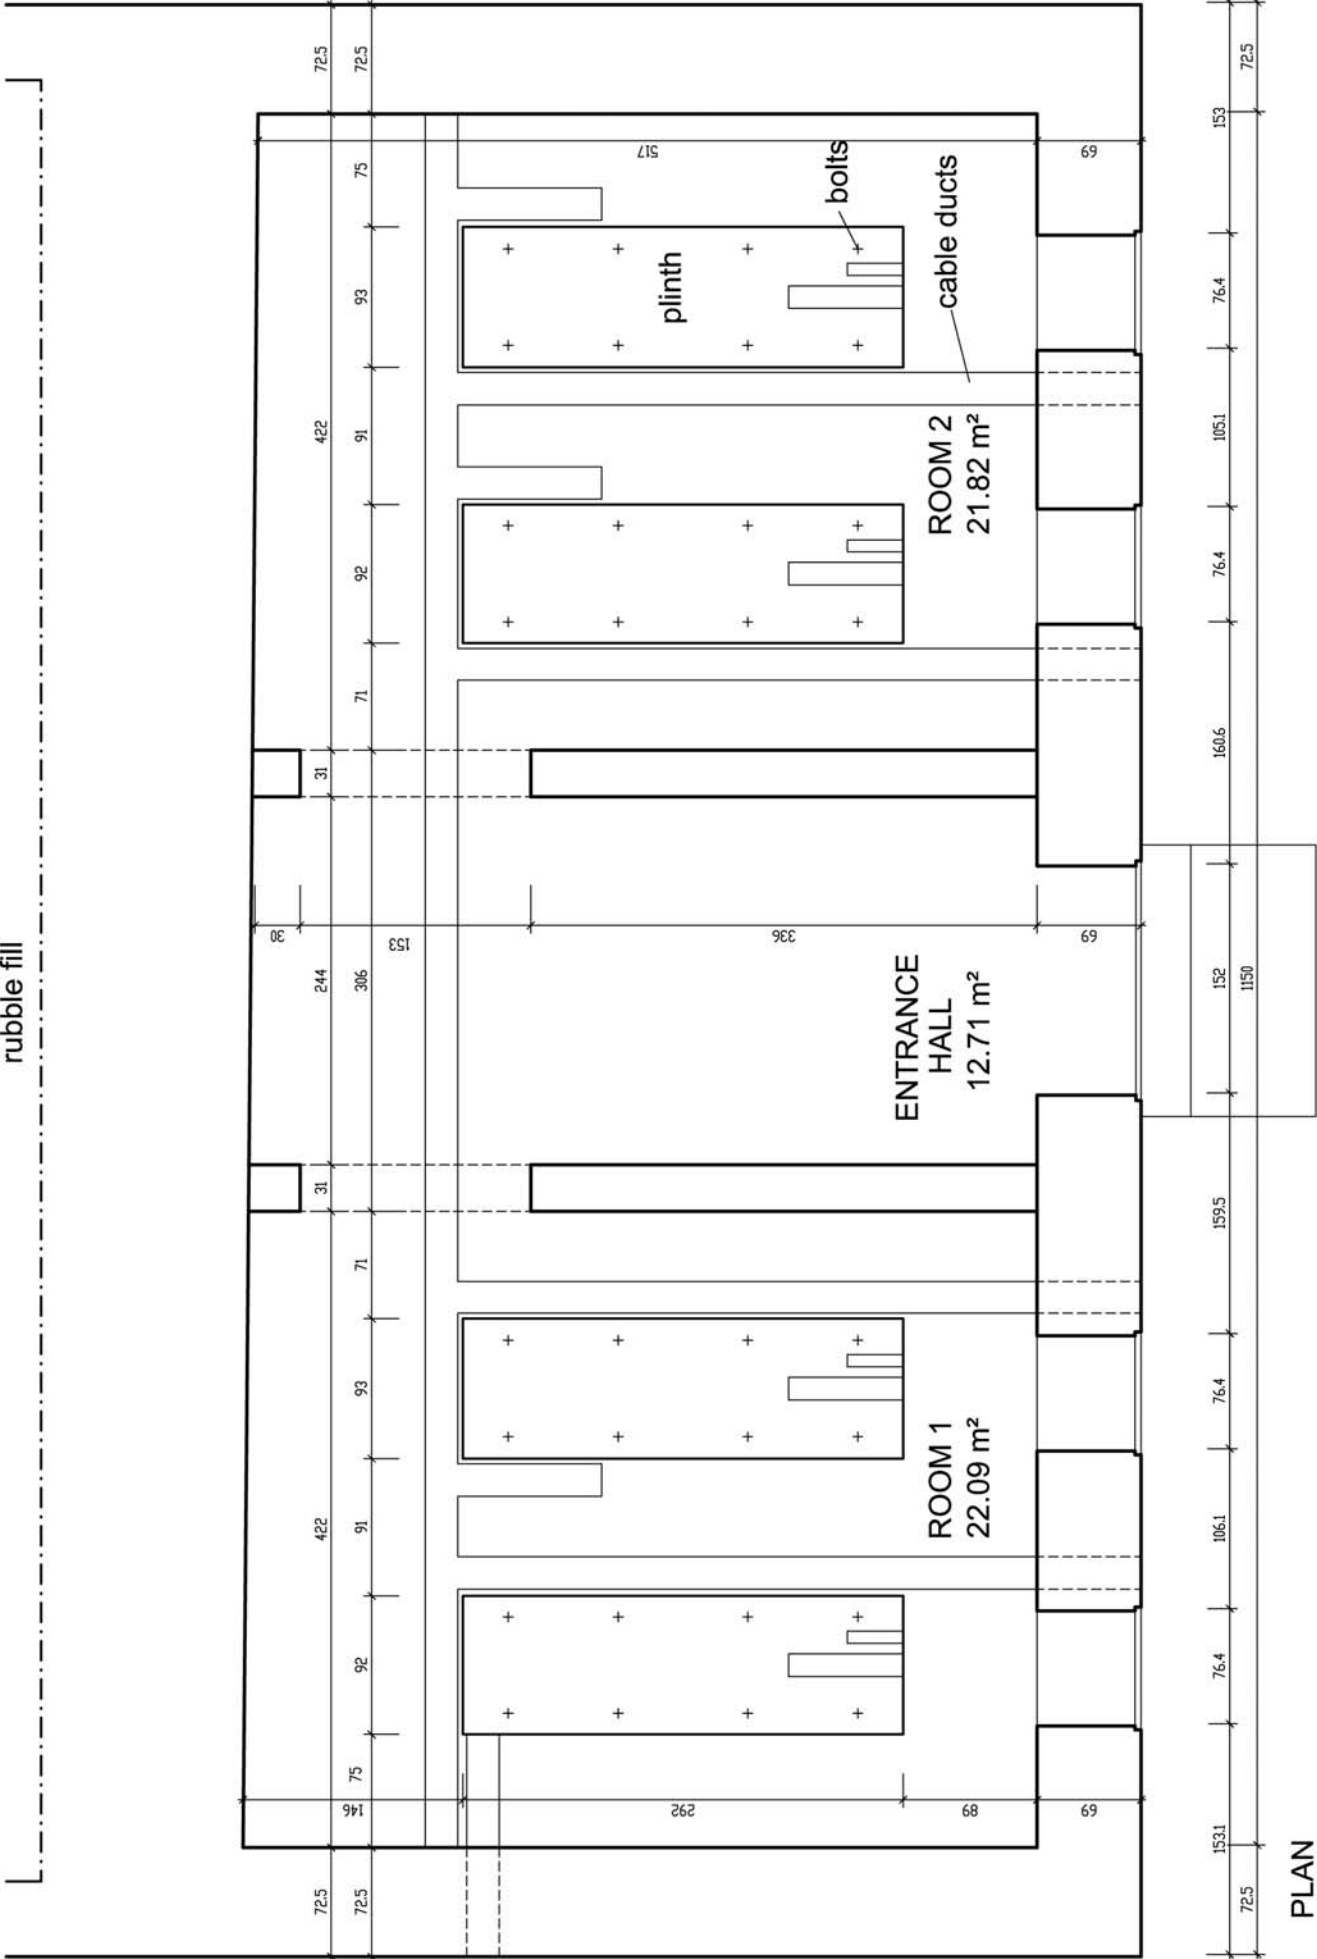 rubble fill
72.5 422 31 244 31 422 72.5
72.5 75 92 91 93 71 306 71 92 91 93 75 72.5
146
30
153
517
plinth
292
336
bolts
ENTRANCE
HALL
12.71 m²
ROOM 1
22.09 m²
ROOM 2
21.82 m²
cable ducts
89
69
69
69
153.1 76.4 106.1 76.4 159.5 152 160.6 76.4 105.1 76.4 153
72.5 1150 72.5
PLAN